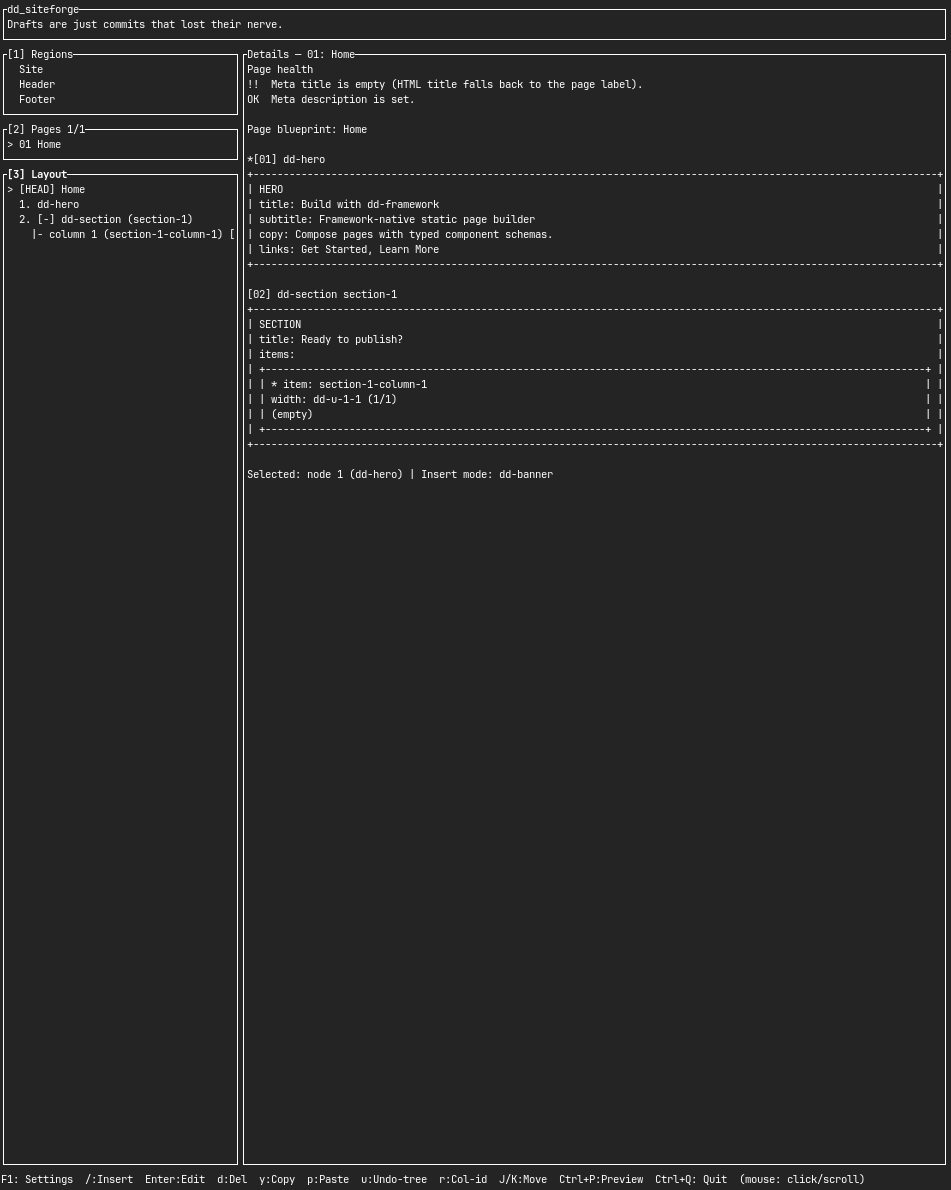 dd_siteforge
Drafts are just commits that lost their nerve.
[1] Regions
Site
Header
Footer
[2] Pages 1/1
> 01 Home
[3] Layout
> [HEAD] Home
1. dd-hero
2. [-] dd-section (section-1)
|- column 1 (section-1-column-1) [
Details — 01: Home
Page health
!!  Meta title is empty (HTML title falls back to the page label).
OK  Meta description is set.
Page blueprint: Home
*[01] dd-hero
| HERO |
| title: Build with dd-framework |
| subtitle: Framework-native static page builder |
| copy: Compose pages with typed component schemas. |
| links: Get Started, Learn More |
[02] dd-section section-1
| SECTION |
| title: Ready to publish? |
| items: |
| | * item: section-1-column-1 | |
| | width: dd-u-1-1 (1/1) | |
| | (empty) | |
Selected: node 1 (dd-hero) | Insert mode: dd-banner
F1: Settings  /:Insert  Enter:Edit  d:Del  y:Copy  p:Paste  u:Undo-tree  r:Col-id  J/K:Move  Ctrl+P:Preview  Ctrl+Q: Quit  (mouse: click/scroll)